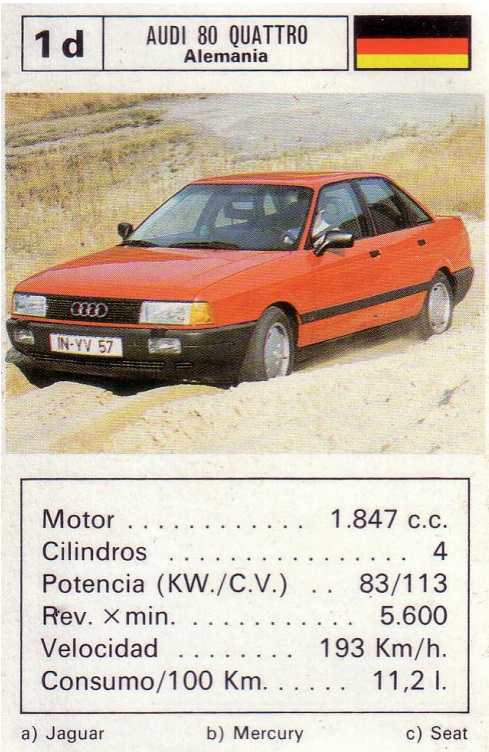 1d
AUDI 80 QUATTRO
Alemania
IN-YV 57
Motor ............. 1.847 c.c.
Cilindros ................. 4
Potencia (KW./C.V.) .. 83/113
Rev. × min. ............ 5.600
Velocidad ........ 193 Km/h.
Consumo/100 Km. ...... 11,2 l.
a) Jaguar b) Mercury c) Seat